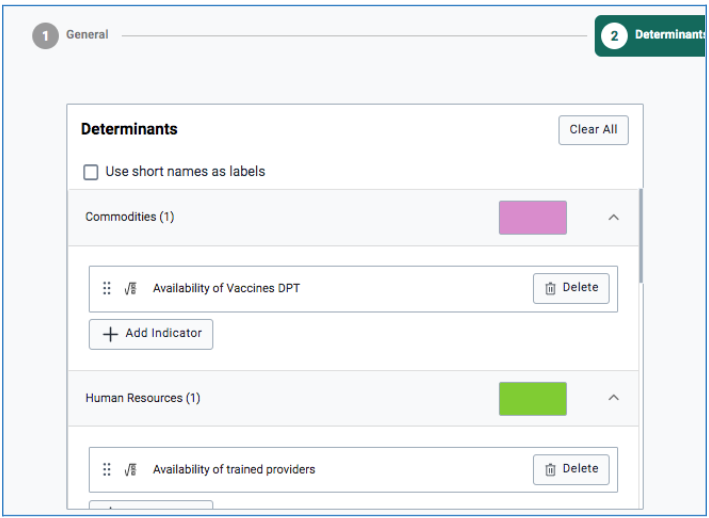 1 General
2 Determinants
Determinants
Clear All
Use short names as labels
Commodities (1)
Availability of Vaccines DPT
Delete
Add Indicator
Human Resources (1)
Availability of trained providers
Delete